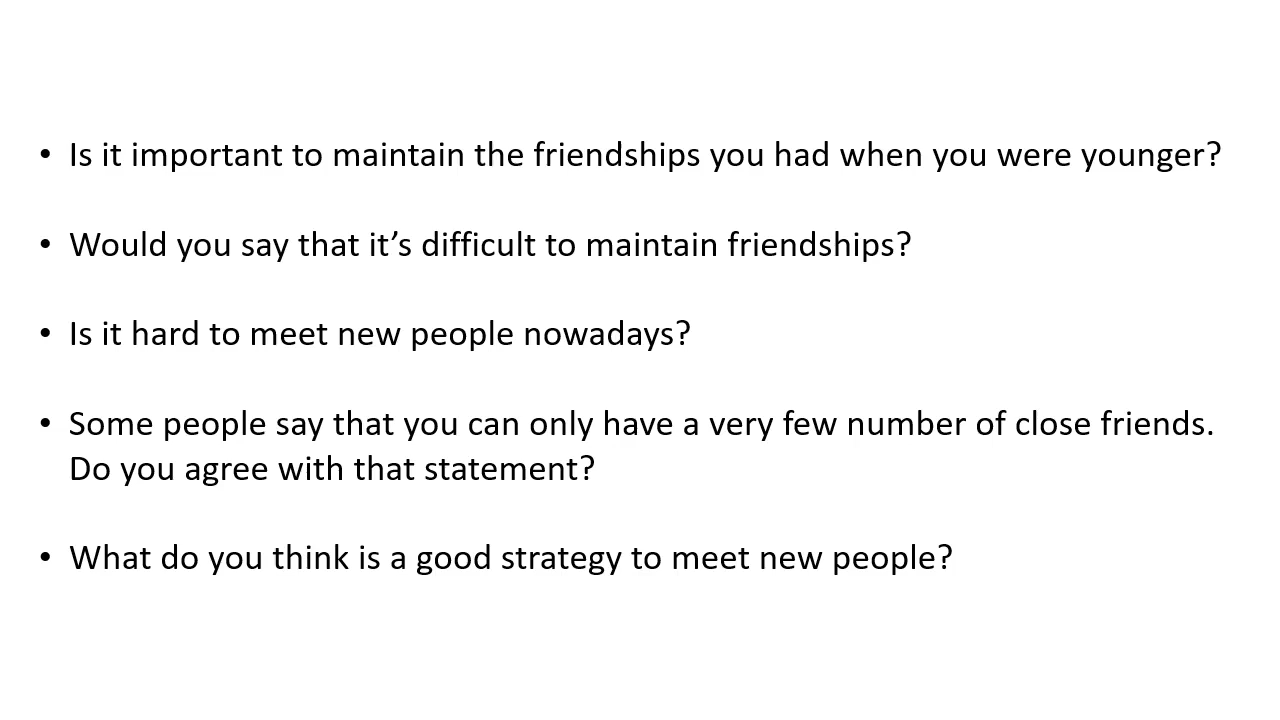 • Is it important to maintain the friendships you had when you were younger?
• Would you say that it’s difficult to maintain friendships?
• Is it hard to meet new people nowadays?
• Some people say that you can only have a very few number of close friends.
Do you agree with that statement?
• What do you think is a good strategy to meet new people?